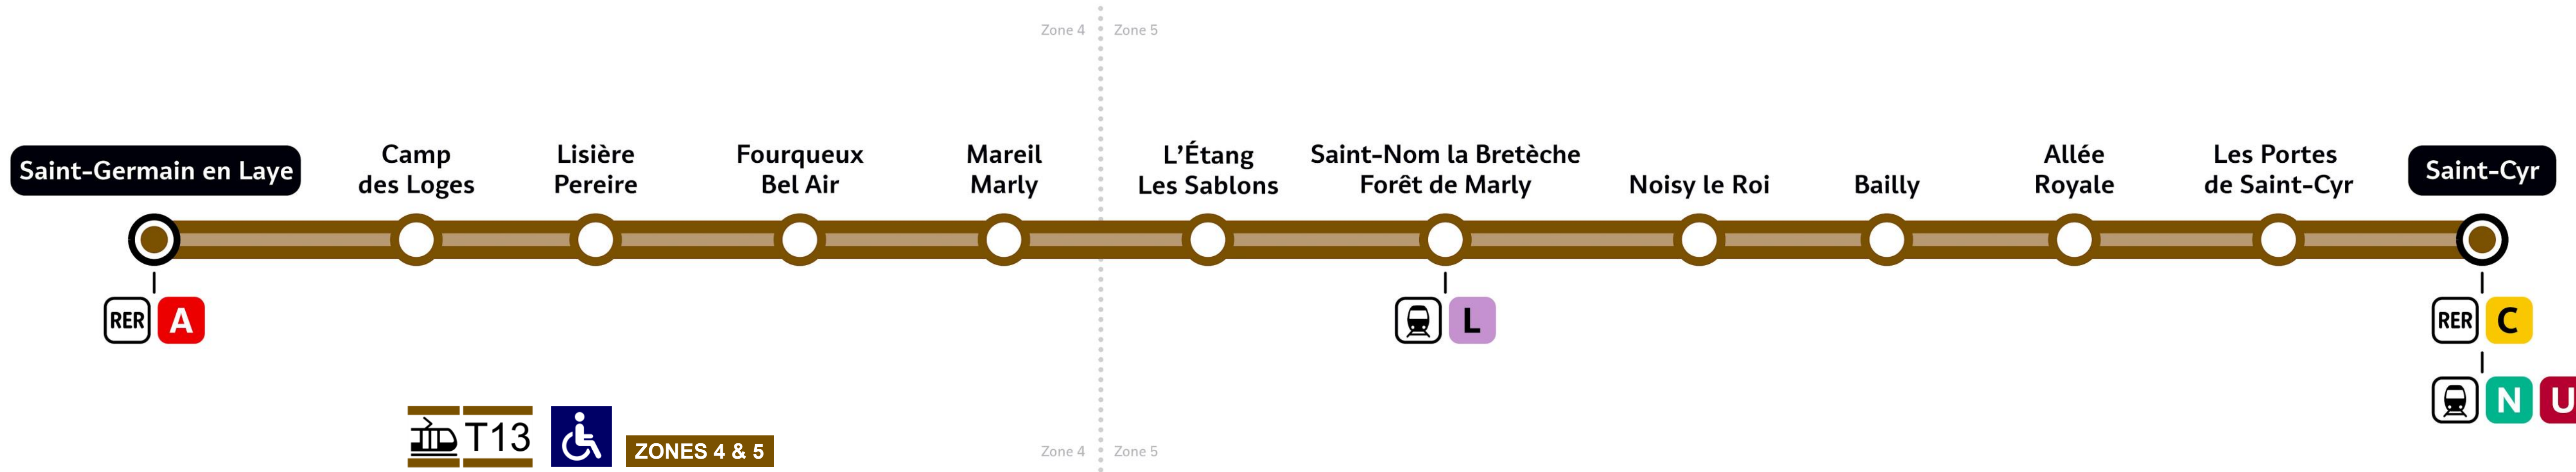 Zone 4
Zone 5
Saint-Germain en Laye
Camp
des Loges
Lisière
Pereire
Fourqueux
Bel Air
Mareil
Marly
L’Étang
Les Sablons
Saint-Nom la Bretèche
Forêt de Marly
Noisy le Roi
Bailly
Allée
Royale
Les Portes
de Saint-Cyr
Saint-Cyr
RER A
L
RER C
N U
T13
ZONES 4 & 5
Zone 4
Zone 5